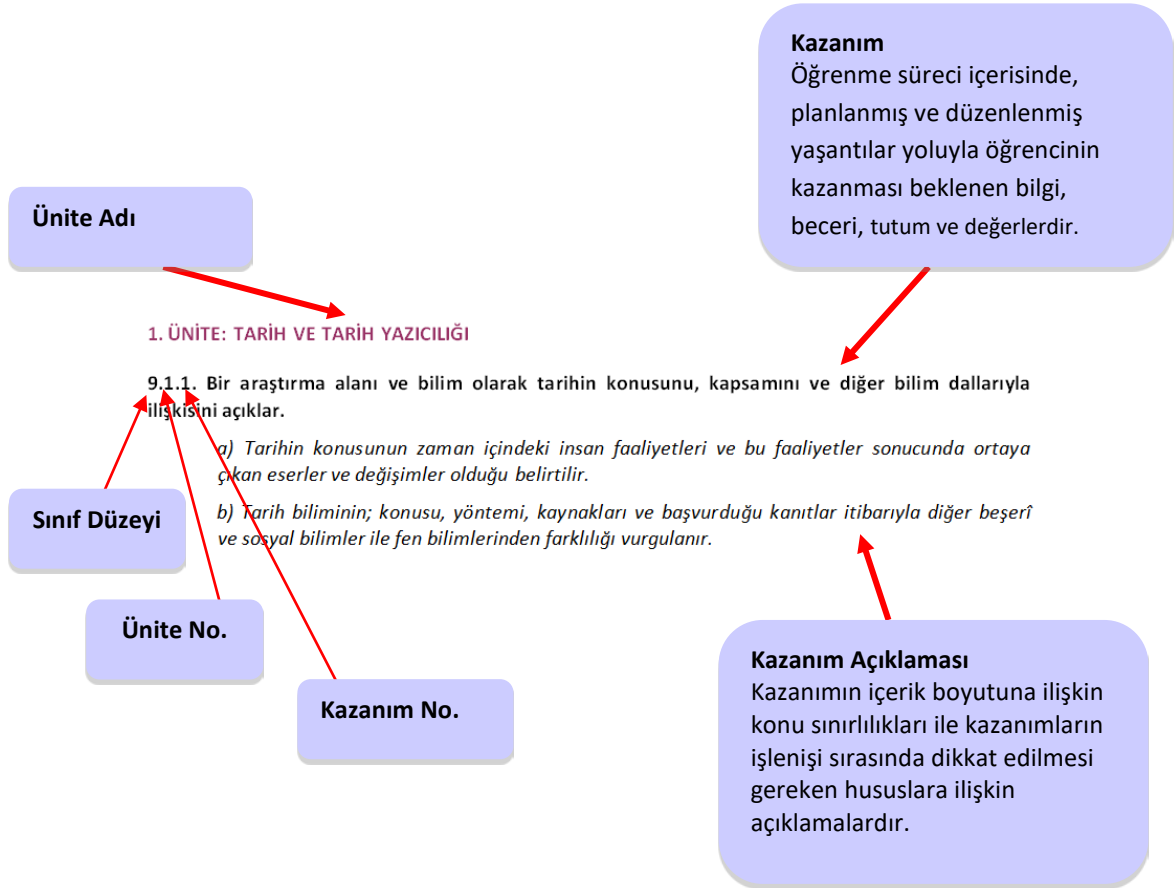 Kazanım
Öğrenme süreci içerisinde,
planlanmış ve düzenlenmiş
yaşantılar yoluyla öğrencinin
kazanması beklenen bilgi,
beceri, tutum ve değerlerdir.
Ünite Adı
1. ÜNİTE: TARİH VE TARİH YAZICILIĞI
9.1.1. Bir araştırma alanı ve bilim olarak tarihin konusunu, kapsamını ve diğer bilim dallarıyla
ilişkisini açıklar.
a) Tarihin konusunun zaman içindeki insan faaliyetleri ve bu faaliyetler sonucunda ortaya
çıkan eserler ve değişimler olduğu belirtilir.
b) Tarih biliminin; konusu, yöntemi, kaynakları ve başvurduğu kanıtlar itibarıyla diğer beşerî
ve sosyal bilimler ile fen bilimlerinden farklılığı vurgulanır.
Sınıf Düzeyi
Ünite No.
Kazanım No.
Kazanım Açıklaması
Kazanımın içerik boyutuna ilişkin
konu sınırlılıkları ile kazanımların
işlenişi sırasında dikkat edilmesi
gereken hususlara ilişkin
açıklamalardır.